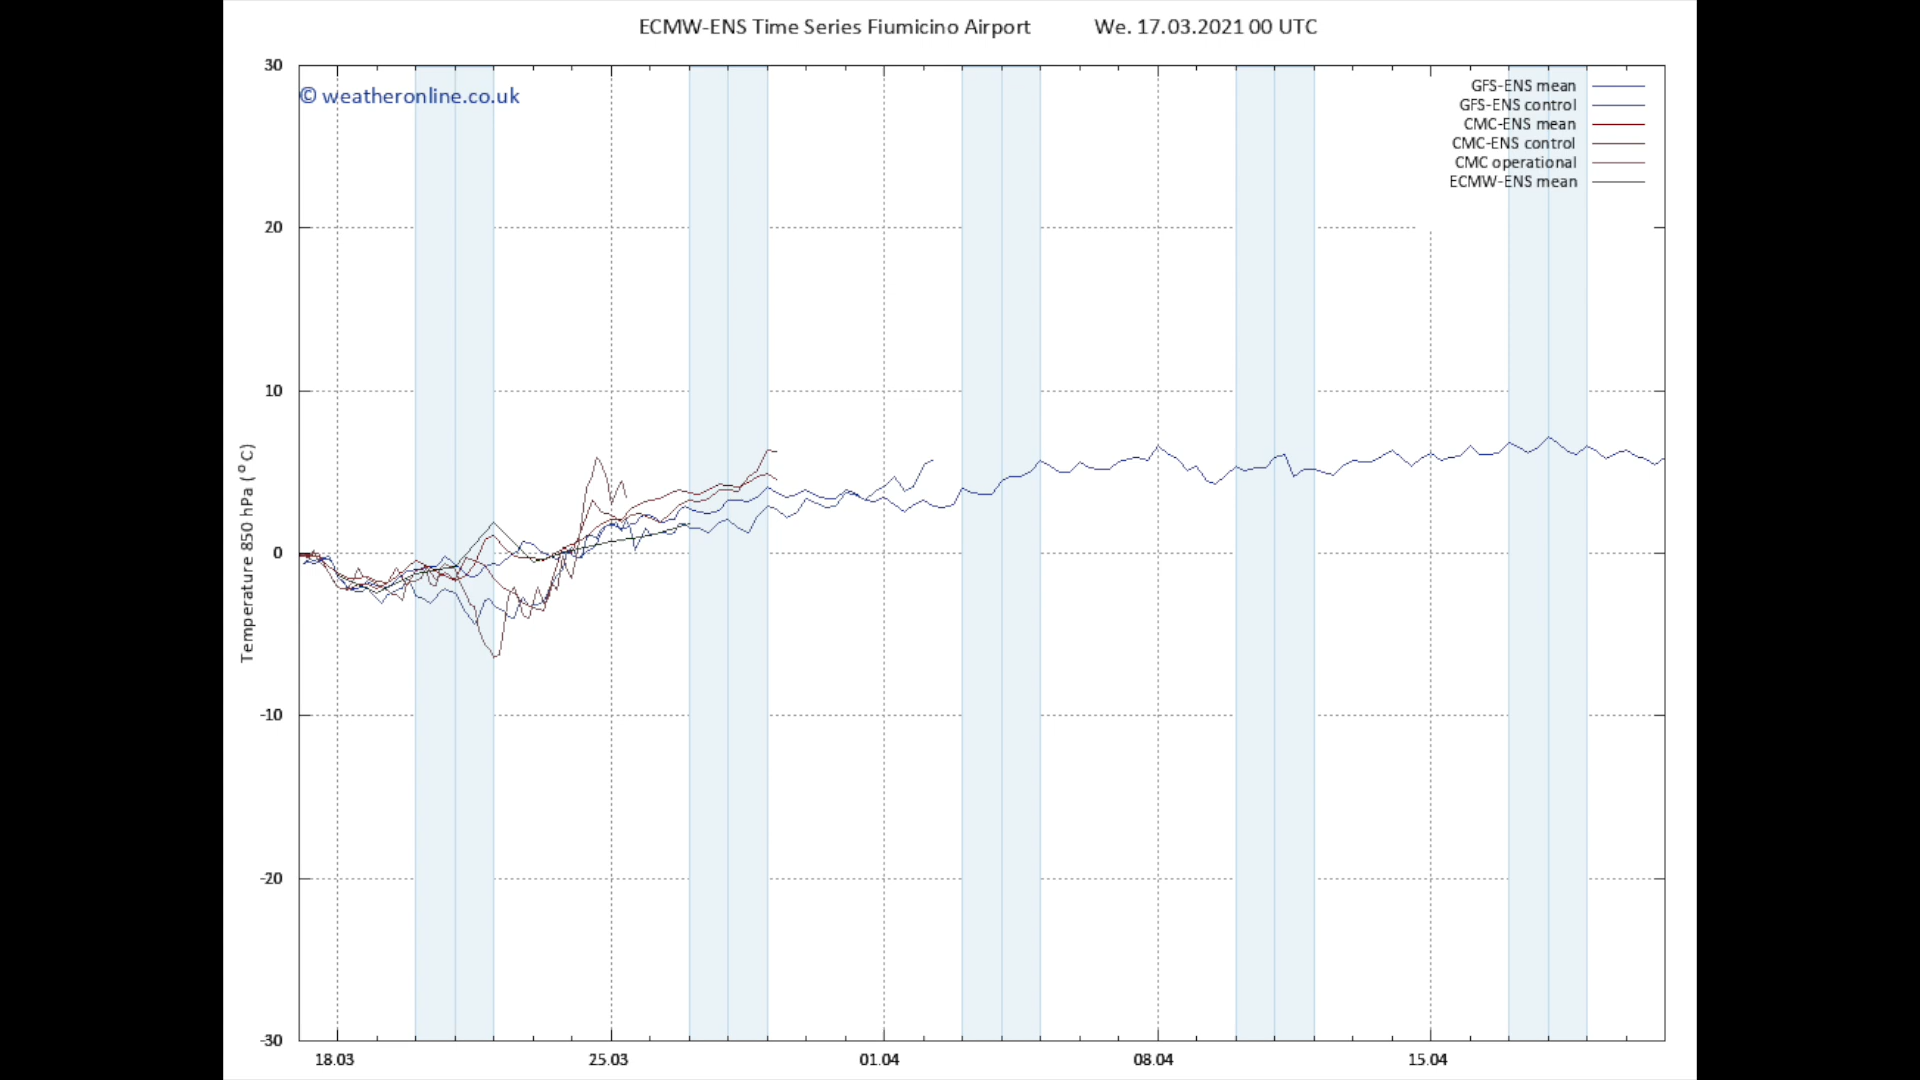 ECMW-ENS Time Series Fiumicino Airport We. 17.03.2021 00 UTC
© weatheronline.co.uk
GFS-ENS mean
GFS-ENS control
CMC-ENS mean
CMC-ENS control
CMC operational
ECMW-ENS mean
Temperature 850 hPa (°C)
30
20
10
0
-10
-20
-30
18.03 25.03 01.04 08.04 15.04